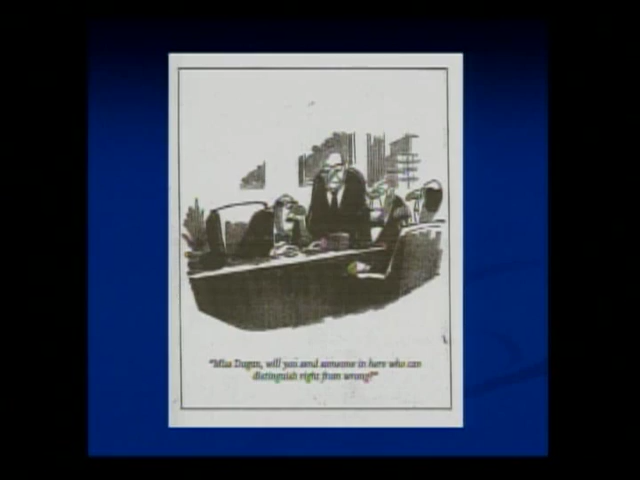 "Miss Dugan, will you send someone in here who can
distinguish right from wrong?"